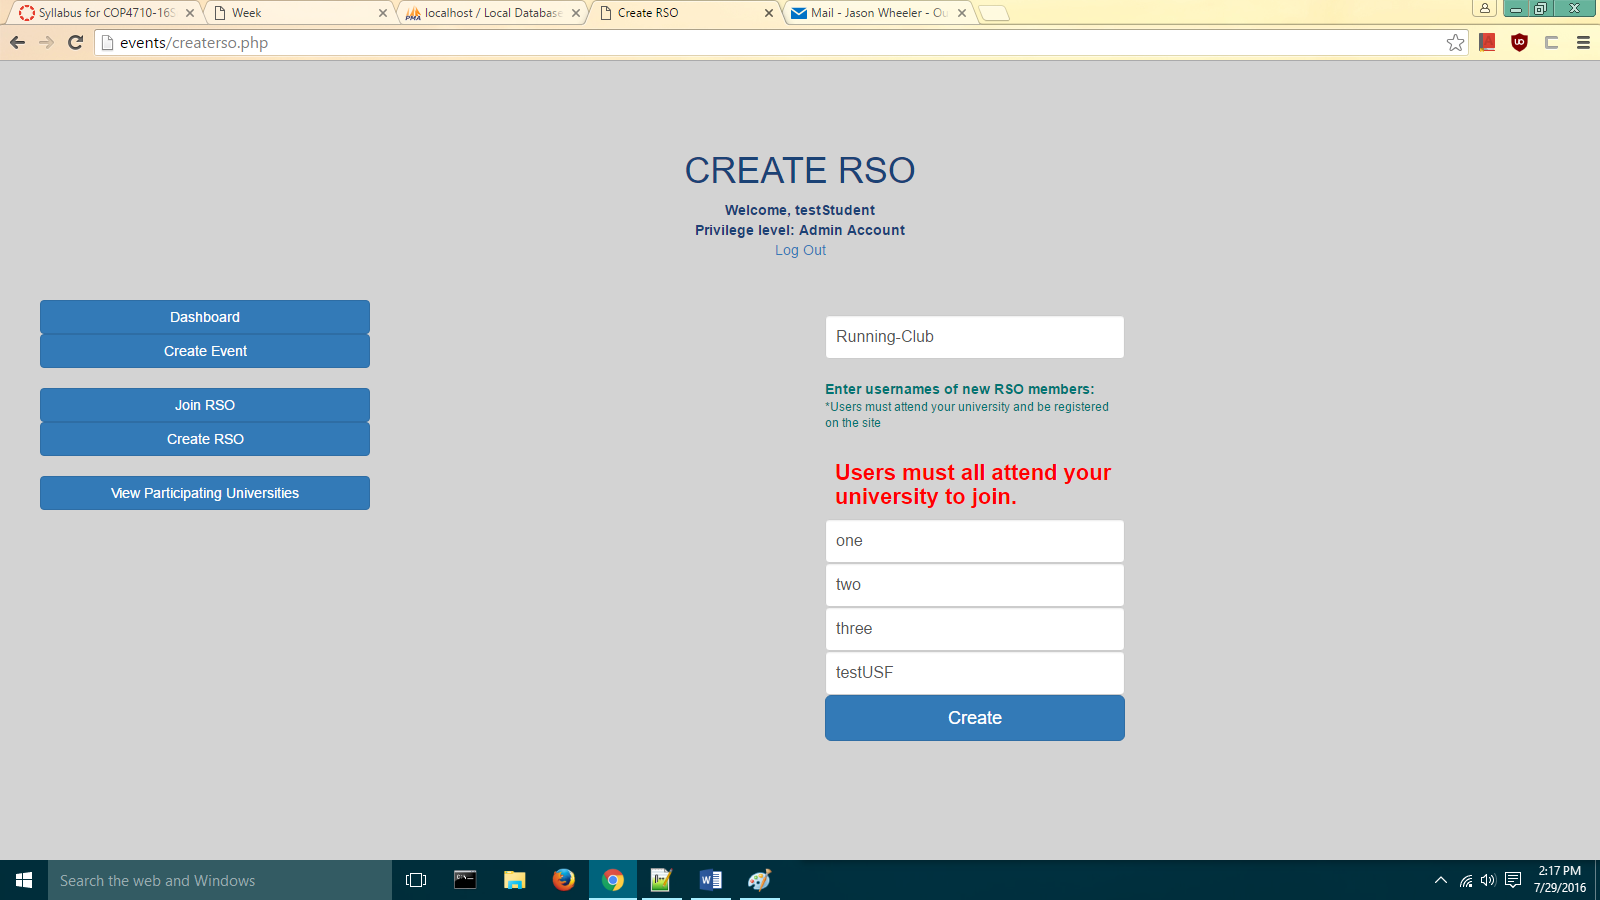 Syllabus for COP4710-16S
Week
localhost / Local Database
Create RSO
Mail - Jason Wheeler - Ou
events/createrso.php
CREATE RSO
Welcome, testStudent
Privilege level: Admin Account
Log Out
Dashboard
Create Event
Join RSO
Create RSO
View Participating Universities
Running-Club
Enter usernames of new RSO members:
*Users must attend your university and be registered
on the site
Users must all attend your
university to join.
one
two
three
testUSF
Create
Search the web and Windows
2:17 PM
7/29/2016